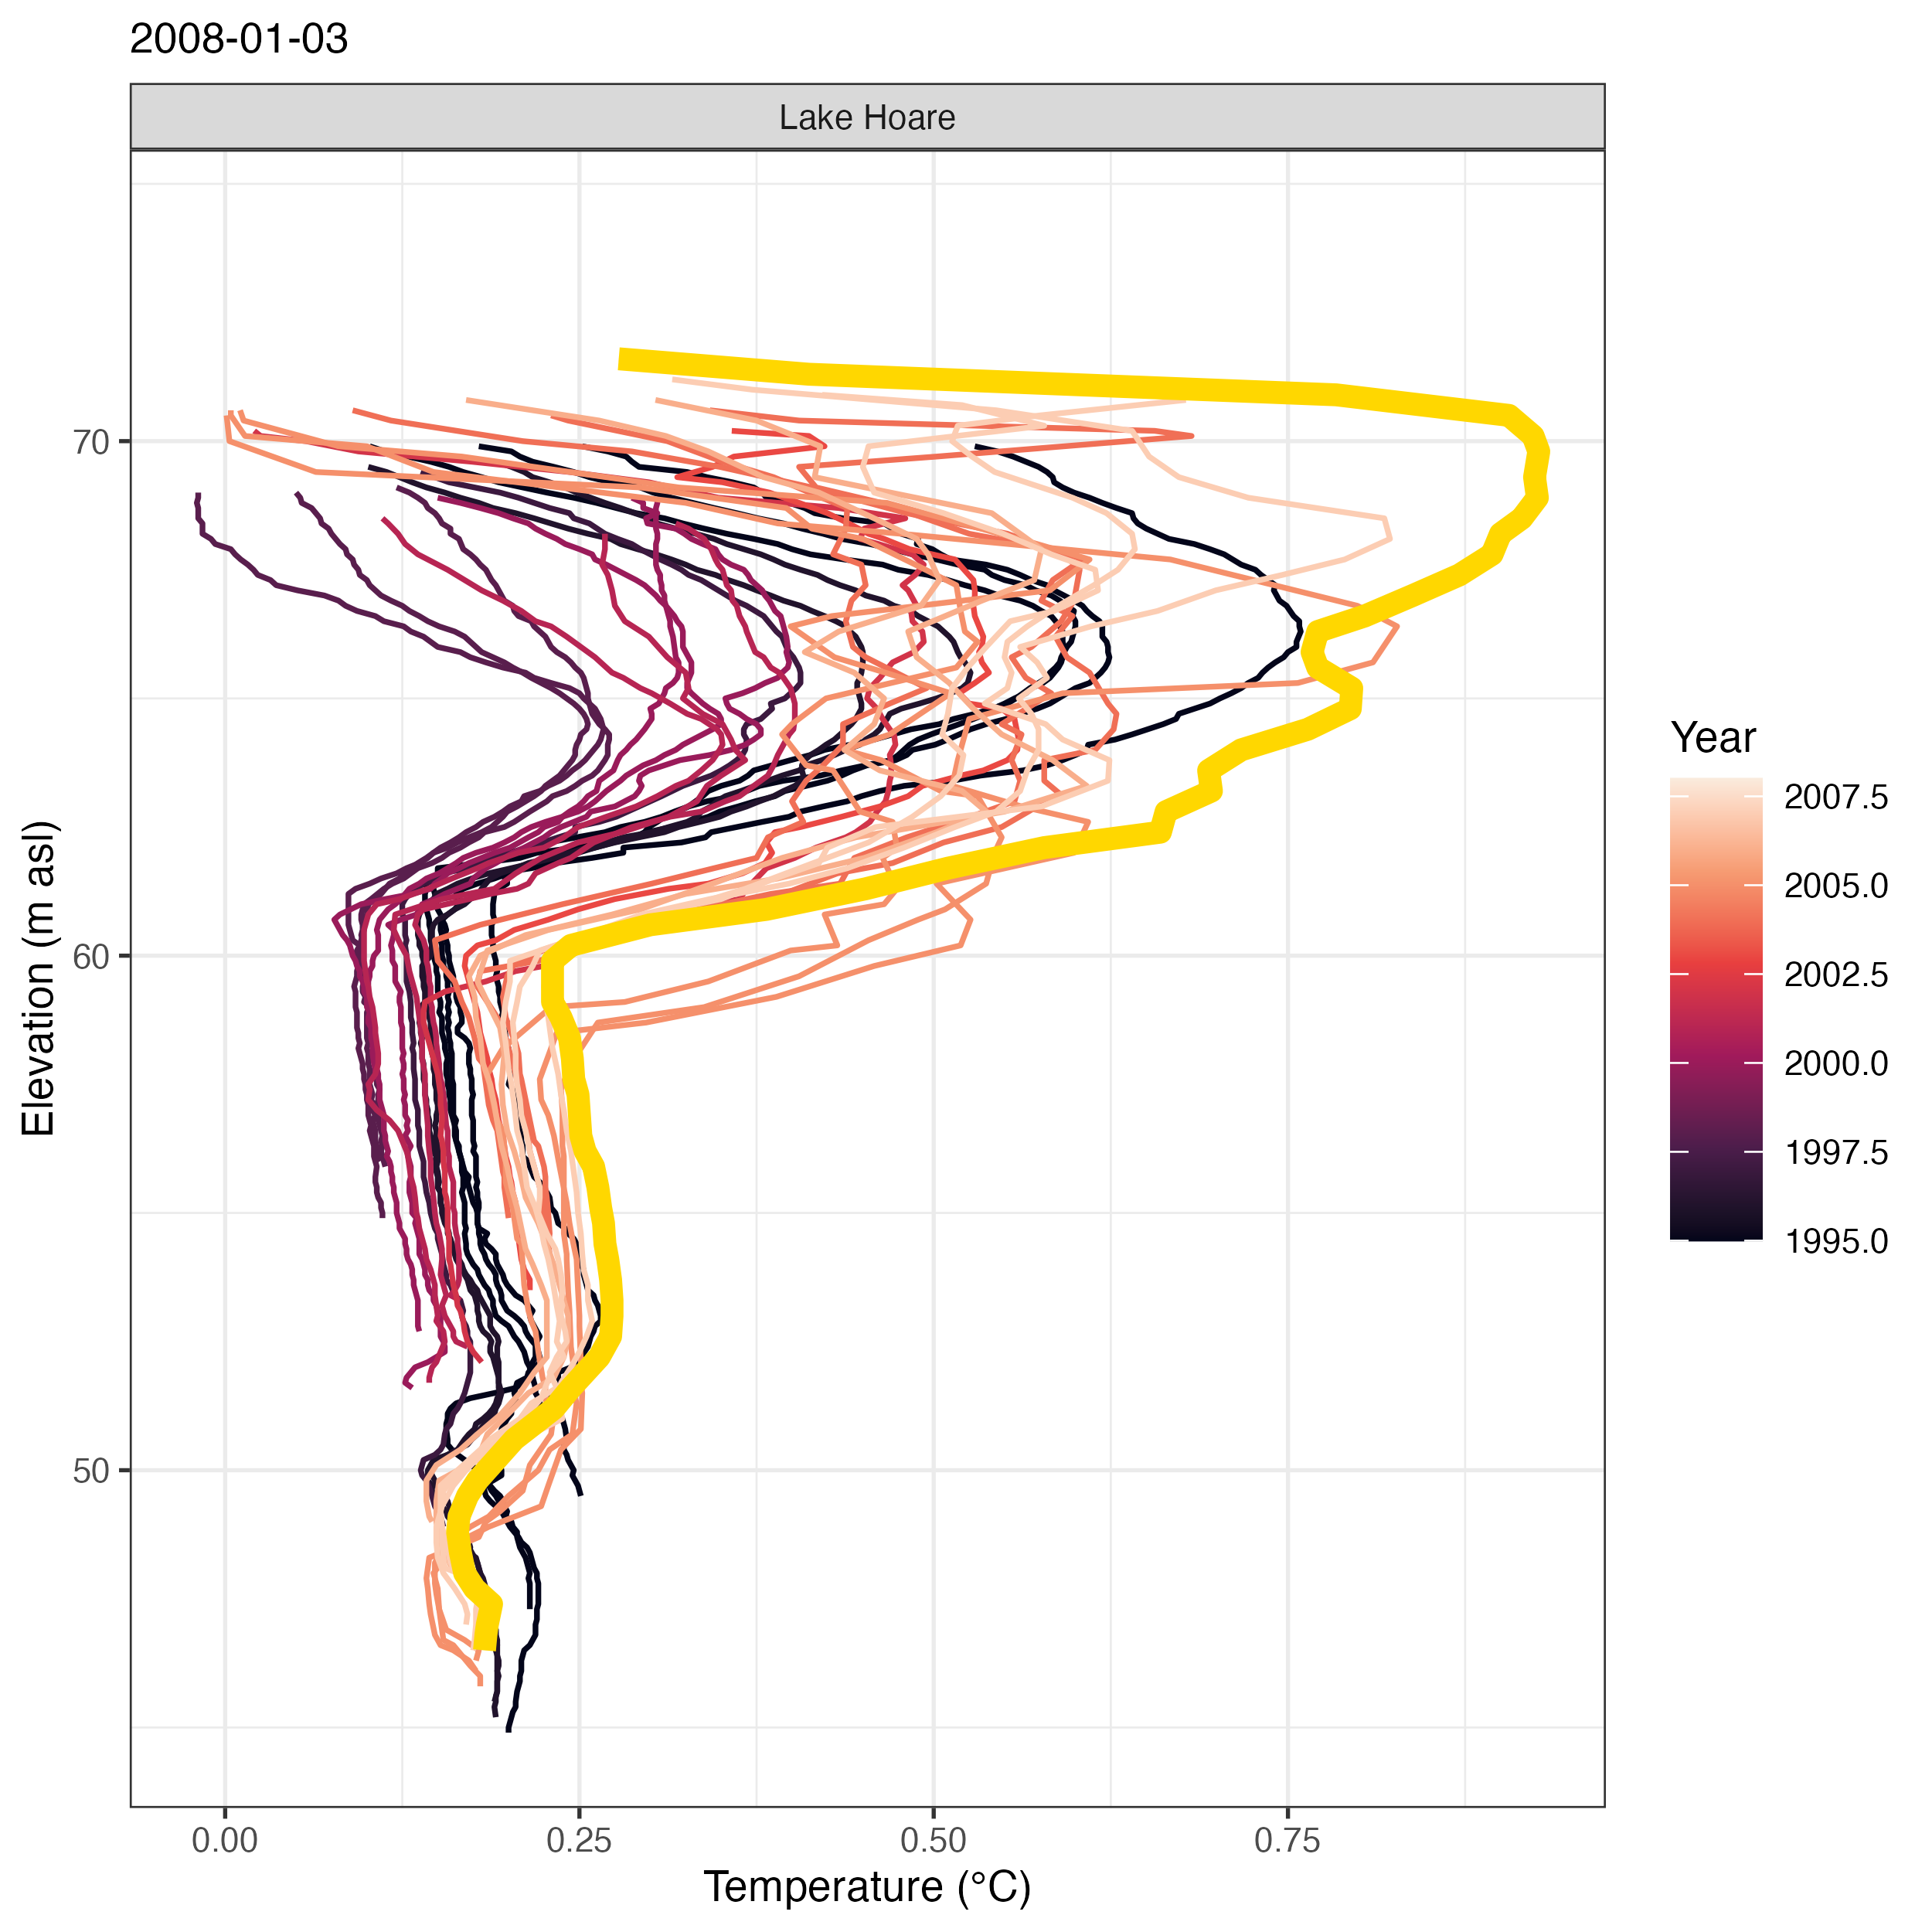 2008-01-03
Lake Hoare
Elevation (m asl)
70
60
50
0.00 0.25 0.50 0.75
Temperature (°C)
Year
2007.5
2005.0
2002.5
2000.0
1997.5
1995.0